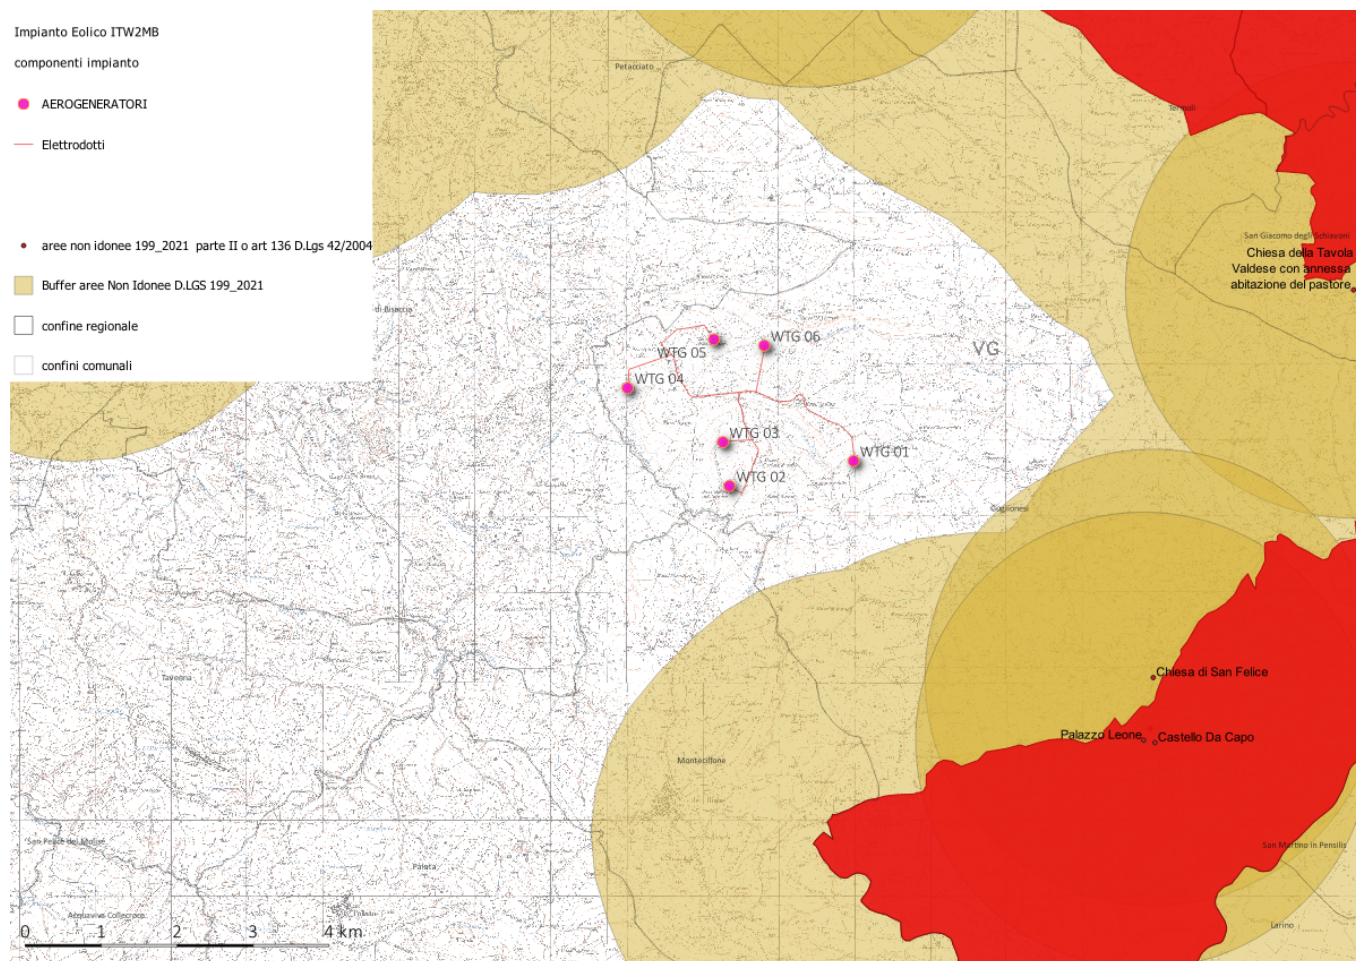 Impianto Eolico ITW2MB
componenti impianto
AEROGENERATORI
Elettrodotti
aree non idonee 199_2021 parte II o art 136 D.Lgs 42/2004
Buffer aree Non Idonee D.LGS 199_2021
confine regionale
confini comunali
Petacciato
Termoli
San Giacomo degli Schiavoni
Chiesa della Tavola
Valdese con annessa
abitazione del pastore
di Bisaccia
WTG 05
WTG 06
VG
WTG 04
WTG 03
WTG 01
WTG 02
Guglionesi
Chiesa di San Felice
Taverna
Palazzo Leone
Castello Da Capo
Montecilfone
San Felice del Molise
San Martino in Pensilis
Palata
Acquaviva Collecroce
Larino
0 1 2 3 4 km